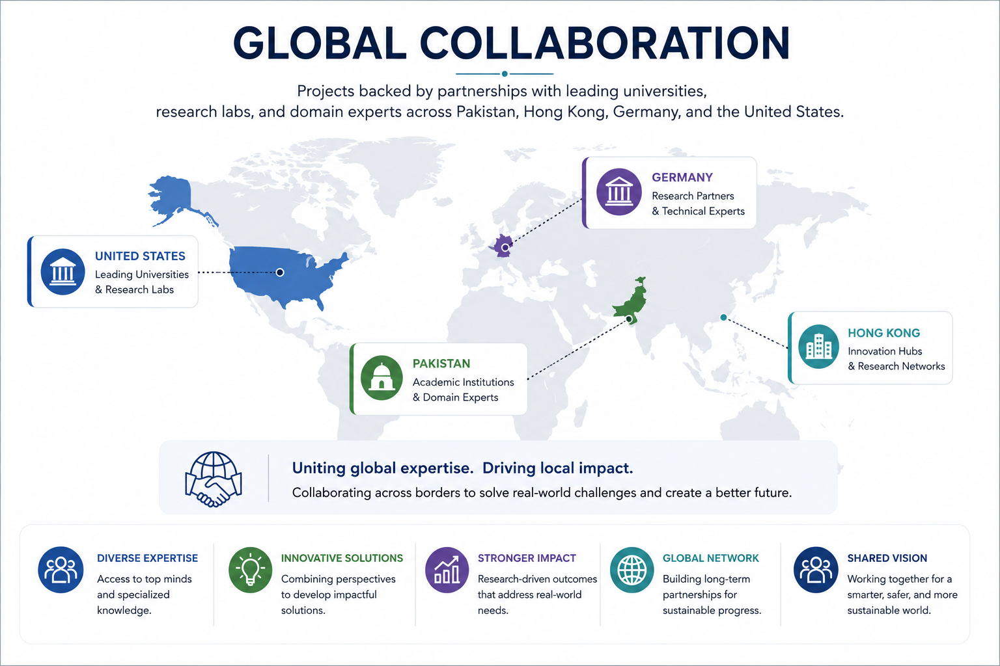 GLOBAL COLLABORATION
Projects backed by partnerships with leading universities,
research labs, and domain experts across Pakistan, Hong Kong, Germany, and the United States.
GERMANY
Research Partners
& Technical Experts
UNITED STATES
Leading Universities
& Research Labs
HONG KONG
Innovation Hubs
& Research Networks
PAKISTAN
Academic Institutions
& Domain Experts
Uniting global expertise. Driving local impact.
Collaborating across borders to solve real-world challenges and create a better future.
DIVERSE EXPERTISE
Access to top minds
and specialized
knowledge.
INNOVATIVE SOLUTIONS
Combining perspectives
to develop impactful
solutions.
STRONGER IMPACT
Research-driven outcomes
that address real-world
needs.
GLOBAL NETWORK
Building long-term
partnerships for
sustainable progress.
SHARED VISION
Working together for a
smarter, safer, and more
sustainable world.